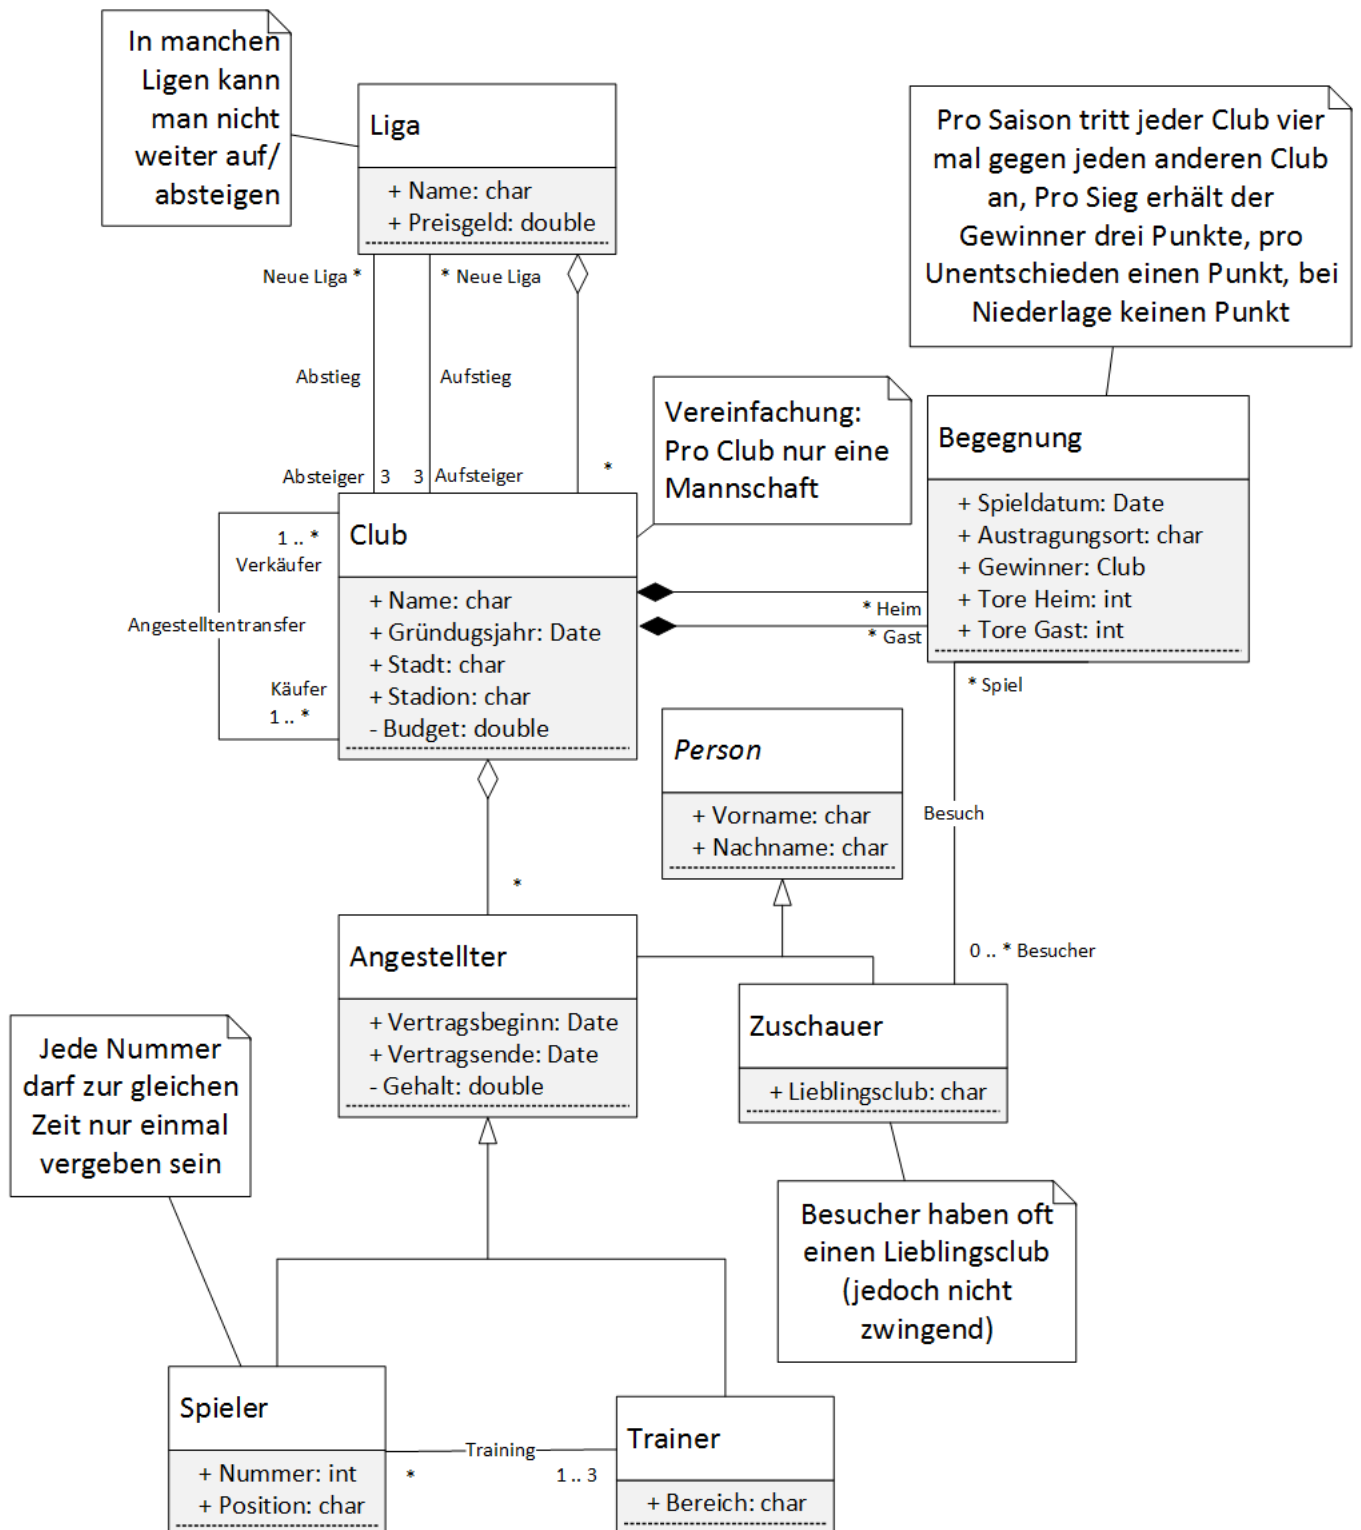 In manchen
Ligen kann
man nicht
weiter auf/
absteigen
Liga
+ Name: char
+ Preisgeld: double
Pro Saison tritt jeder Club vier
mal gegen jeden anderen Club
an, Pro Sieg erhält der
Gewinner drei Punkte, pro
Unentschieden einen Punkt, bei
Niederlage keinen Punkt
Neue Liga *
* Neue Liga
Abstieg
Aufstieg
Absteiger 3
3 Aufsteiger
*
Vereinfachung:
Pro Club nur eine
Mannschaft
Begegnung
+ Spieldatum: Date
+ Austragungsort: char
+ Gewinner: Club
+ Tore Heim: int
+ Tore Gast: int
Club
+ Name: char
+ Gründugsjahr: Date
+ Stadt: char
+ Stadion: char
- Budget: double
1 .. *
Verkäufer
Angestelltentransfer
Käufer
1 .. *
* Heim
* Gast
* Spiel
Person
+ Vorname: char
+ Nachname: char
Besuch
*
0 .. * Besucher
Angestellter
+ Vertragsbeginn: Date
+ Vertragsende: Date
- Gehalt: double
Zuschauer
+ Lieblingsclub: char
Jede Nummer
darf zur gleichen
Zeit nur einmal
vergeben sein
Besucher haben oft
einen Lieblingsclub
(jedoch nicht
zwingend)
Spieler
+ Nummer: int
+ Position: char
Training
*
1 .. 3
Trainer
+ Bereich: char